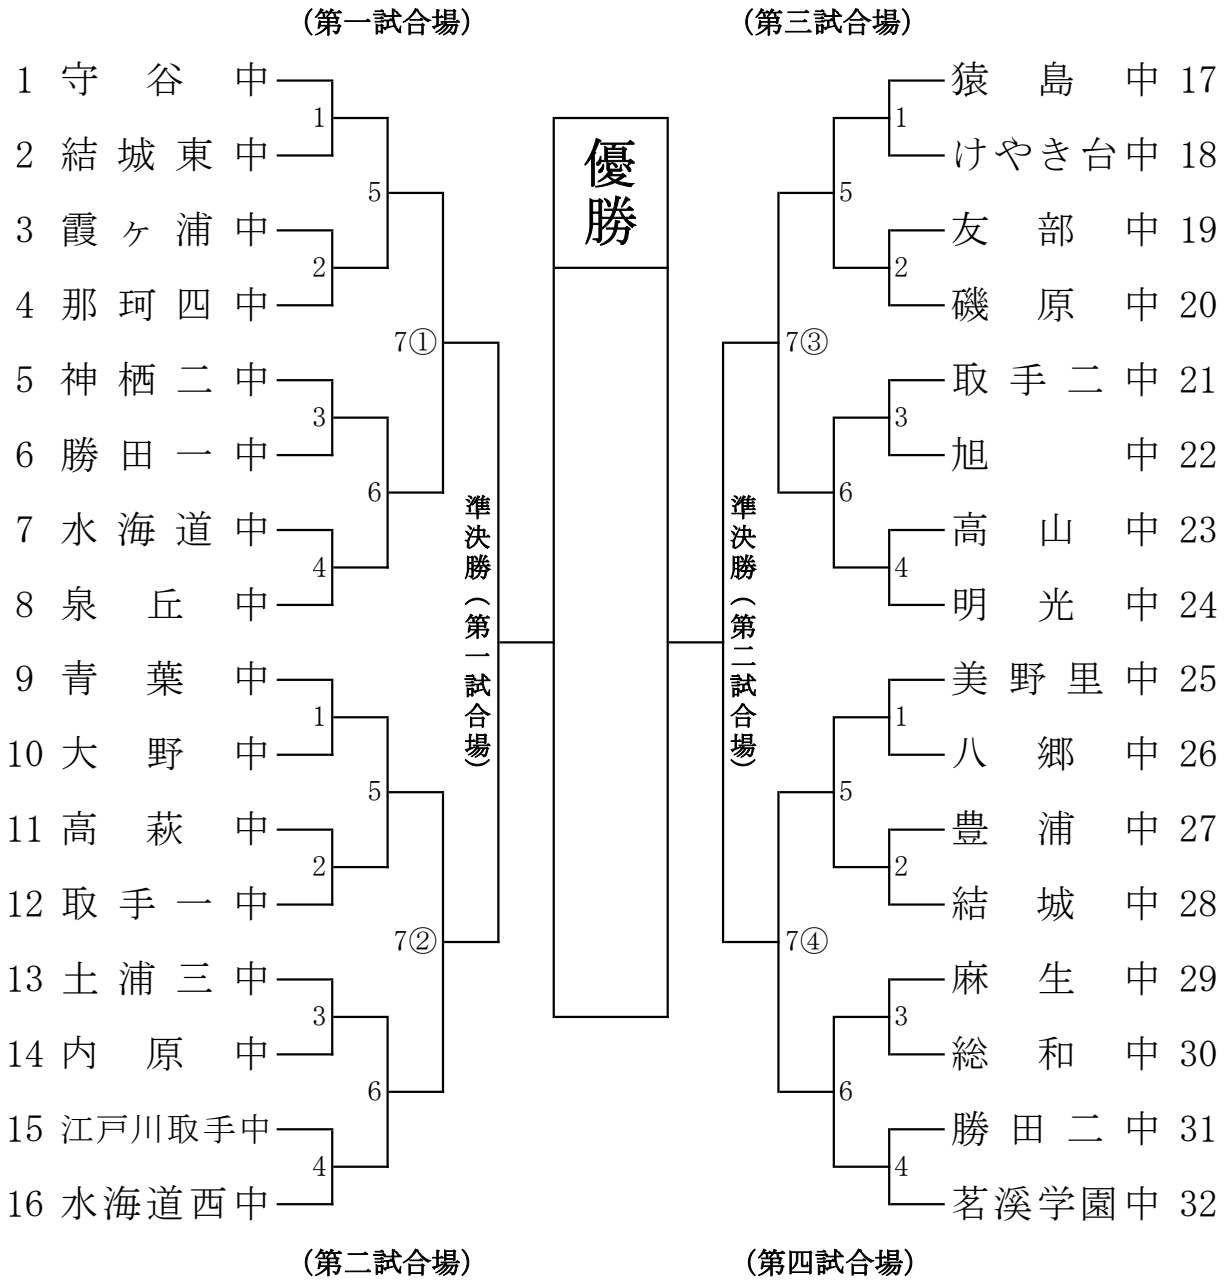 (第一試合場)
(第三試合場)
1 守谷中
2 結城東中
3 霞ヶ浦中
4 那珂四中
5 神栖二中
6 勝田一中
7 水海道中
8 泉丘中
9 青葉中
10 大野中
11 高萩中
12 取手一中
13 土浦三中
14 内原中
15 江戸川取手中
16 水海道西中
1
2
3
4
1
2
3
4
5
6
5
6
7①
7②
準決勝(第一試合場)
優勝
準決勝(第二試合場)
7③
7④
5
6
5
6
1
2
3
4
1
2
3
4
猿島中 17
けやき台中 18
友部中 19
磯原中 20
取手二中 21
旭中 22
高山中 23
明光中 24
美野里中 25
八郷中 26
豊浦中 27
結城中 28
麻生中 29
総和中 30
勝田二中 31
茗溪学園中 32
(第二試合場)
(第四試合場)